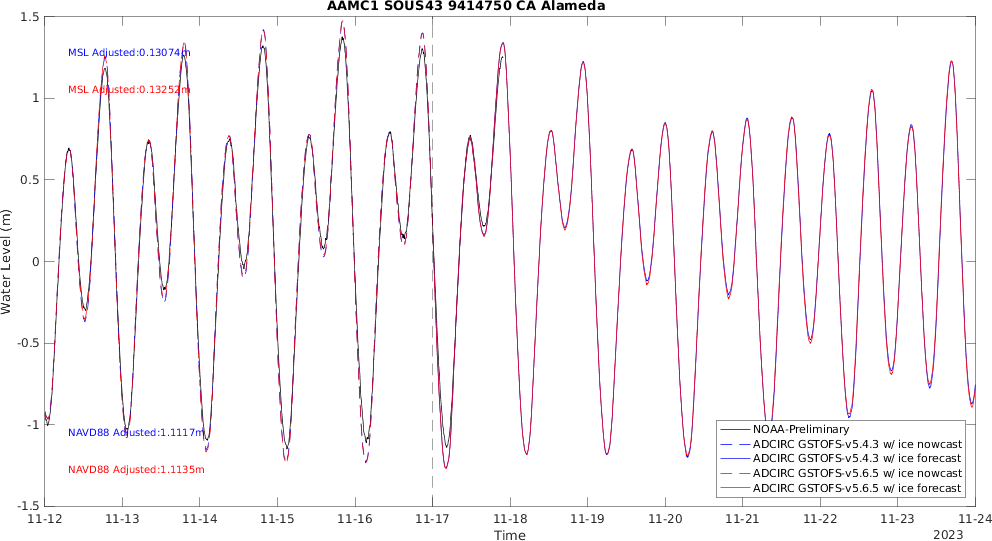 AAMC1 SOUS43 9414750 CA Alameda
1.5
1
0.5
0
-0.5
-1
-1.5
Water Level (m)
MSL Adjusted:0.13074m
MSL Adjusted:0.13252m
NAVD88 Adjusted:1.1117m
NAVD88 Adjusted:1.1135m
NOAA-Preliminary
ADCIRC GSTOFS-v5.4.3 w/ ice nowcast
ADCIRC GSTOFS-v5.4.3 w/ ice forecast
ADCIRC GSTOFS-v5.6.5 w/ ice nowcast
ADCIRC GSTOFS-v5.6.5 w/ ice forecast
11-12 11-13 11-14 11-15 11-16 11-17 11-18 11-19 11-20 11-21 11-22 11-23 11-24
Time
2023